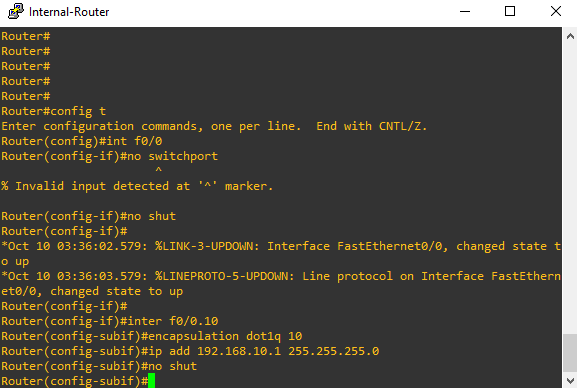 Internal-Router
Router#
Router#
Router#
Router#
Router#
Router#config t
Enter configuration commands, one per line.  End with CNTL/Z.
Router(config)#int f0/0
Router(config-if)#no switchport
                     ^
% Invalid input detected at '^' marker.
Router(config-if)#no shut
Router(config-if)#
*Oct 10 03:36:02.579: %LINK-3-UPDOWN: Interface FastEthernet0/0, changed state t
o up
*Oct 10 03:36:03.579: %LINEPROTO-5-UPDOWN: Line protocol on Interface FastEthern
et0/0, changed state to up
Router(config-if)#
Router(config-if)#inter f0/0.10
Router(config-subif)#encapsulation dot1q 10
Router(config-subif)#ip add 192.168.10.1 255.255.255.0
Router(config-subif)#no shut
Router(config-subif)#